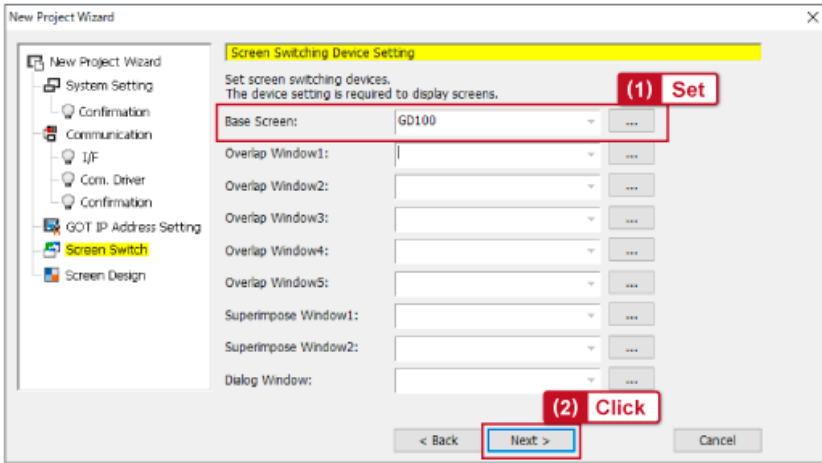 New Project Wizard
New Project Wizard
System Setting
Confirmation
Communication
I/F
Com. Driver
Confirmation
GOT IP Address Setting
Screen Switch
Screen Design
Screen Switching Device Setting
Set screen switching devices.
The device setting is required to display screens.
(1) Set
Base Screen: GD100 ...
Overlap Window1: ...
Overlap Window2: ...
Overlap Window3: ...
Overlap Window4: ...
Overlap Window5: ...
Superimpose Window1: ...
Superimpose Window2: ...
Dialog Window: ...
(2) Click
< Back Next > Cancel